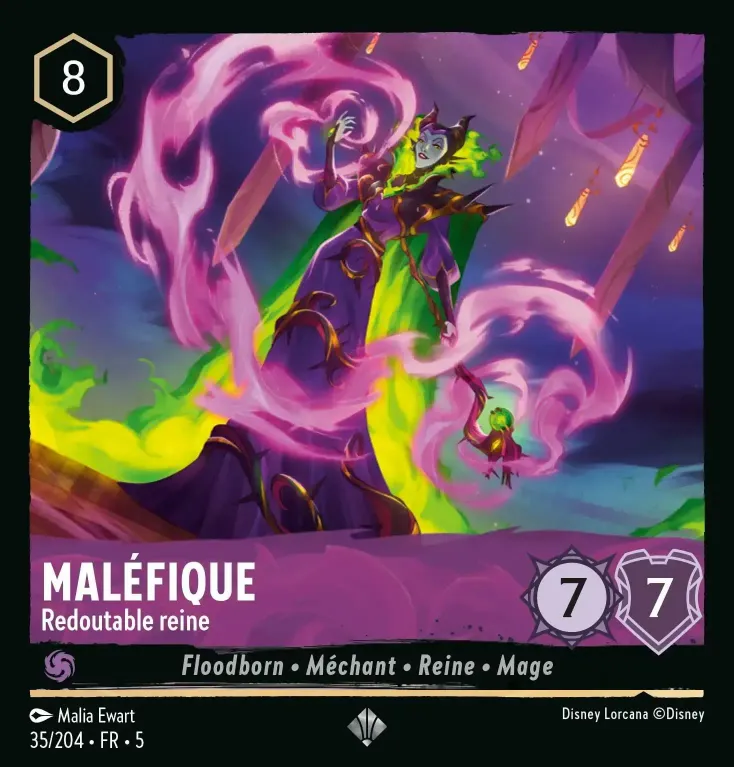 8
MALÉFIQUE
Redoutable reine
7 7
Floodborn • Méchant • Reine • Mage
Malia Ewart
Disney Lorcana ©Disney
35/204 • FR • 5